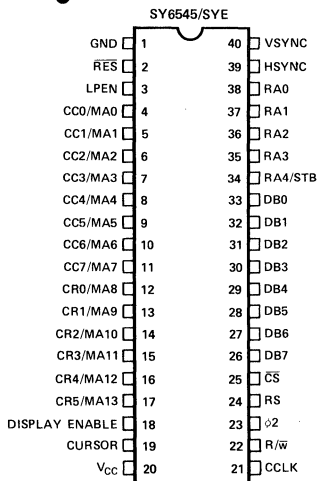 SY6545/SYE
GND 1 40 VSYNC
RES 2 39 HSYNC
LPEN 3 38 RA0
CC0/MA0 4 37 RA1
CC1/MA1 5 36 RA2
CC2/MA2 6 35 RA3
CC3/MA3 7 34 RA4/STB
CC4/MA4 8 33 DB0
CC5/MA5 9 32 DB1
CC6/MA6 10 31 DB2
CC7/MA7 11 30 DB3
CR0/MA8 12 29 DB4
CR1/MA9 13 28 DB5
CR2/MA10 14 27 DB6
CR3/MA11 15 26 DB7
CR4/MA12 16 25 CS
CR5/MA13 17 24 RS
DISPLAY ENABLE 18 23 ϕ2
CURSOR 19 22 R/w̅
VCC 20 21 CCLK